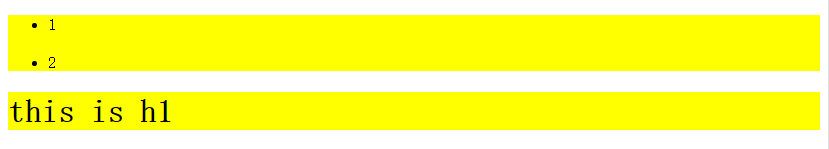 • 1
• 2
this is h1